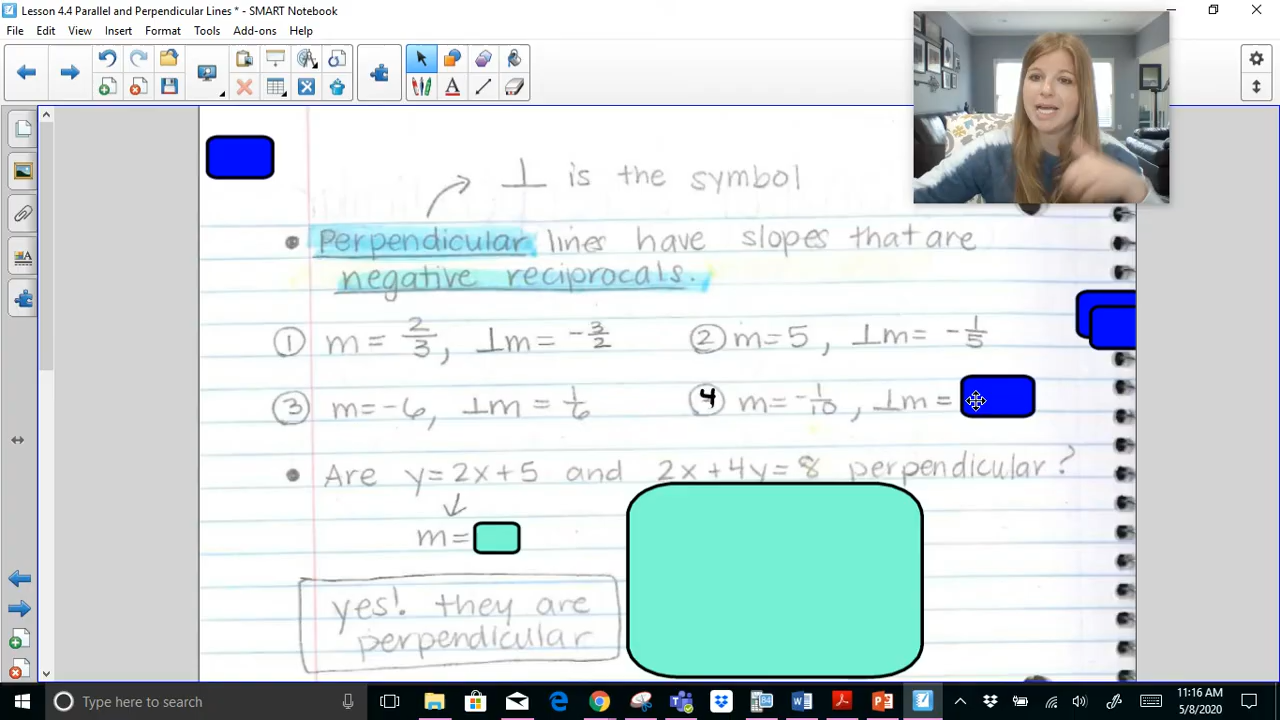 Lesson 4.4 Parallel and Perpendicular Lines * - SMART Notebook
File Edit View Insert Format Tools Add-ons Help
⊥ is the symbol
• Perpendicular lines have slopes that are
negative reciprocals.
① m = 2/3, ⊥m = -3/2 ② m=5, ⊥m = -1/5
③ m=-6, ⊥m = 1/6 ④ m=-1/10, ⊥m =
• Are y=2x+5 and 2x+4y=8 perpendicular?
m=
yes! they are
perpendicular
Type here to search
11:16 AM
5/8/2020